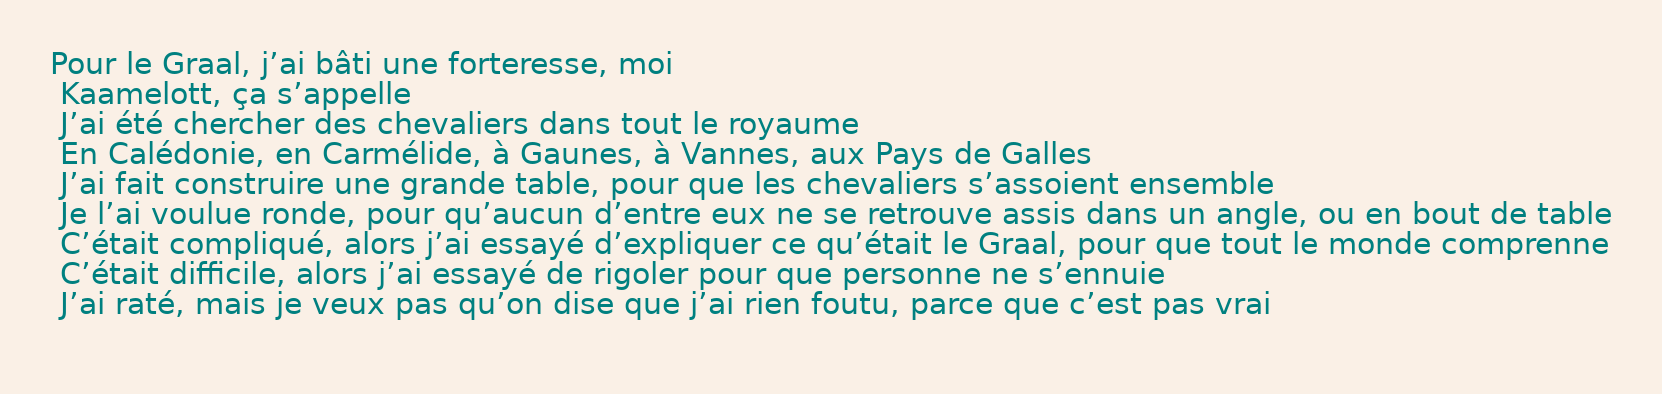 Pour le Graal, j’ai bâti une forteresse, moi
Kaamelott, ça s’appelle
J’ai été chercher des chevaliers dans tout le royaume
En Calédonie, en Carmélide, à Gaunes, à Vannes, aux Pays de Galles
J’ai fait construire une grande table, pour que les chevaliers s’assoient ensemble
Je l’ai voulue ronde, pour qu’aucun d’entre eux ne se retrouve assis dans un angle, ou en bout de table
C’était compliqué, alors j’ai essayé d’expliquer ce qu’était le Graal, pour que tout le monde comprenne
C’était difficile, alors j’ai essayé de rigoler pour que personne ne s’ennuie
J’ai raté, mais je veux pas qu’on dise que j’ai rien foutu, parce que c’est pas vrai